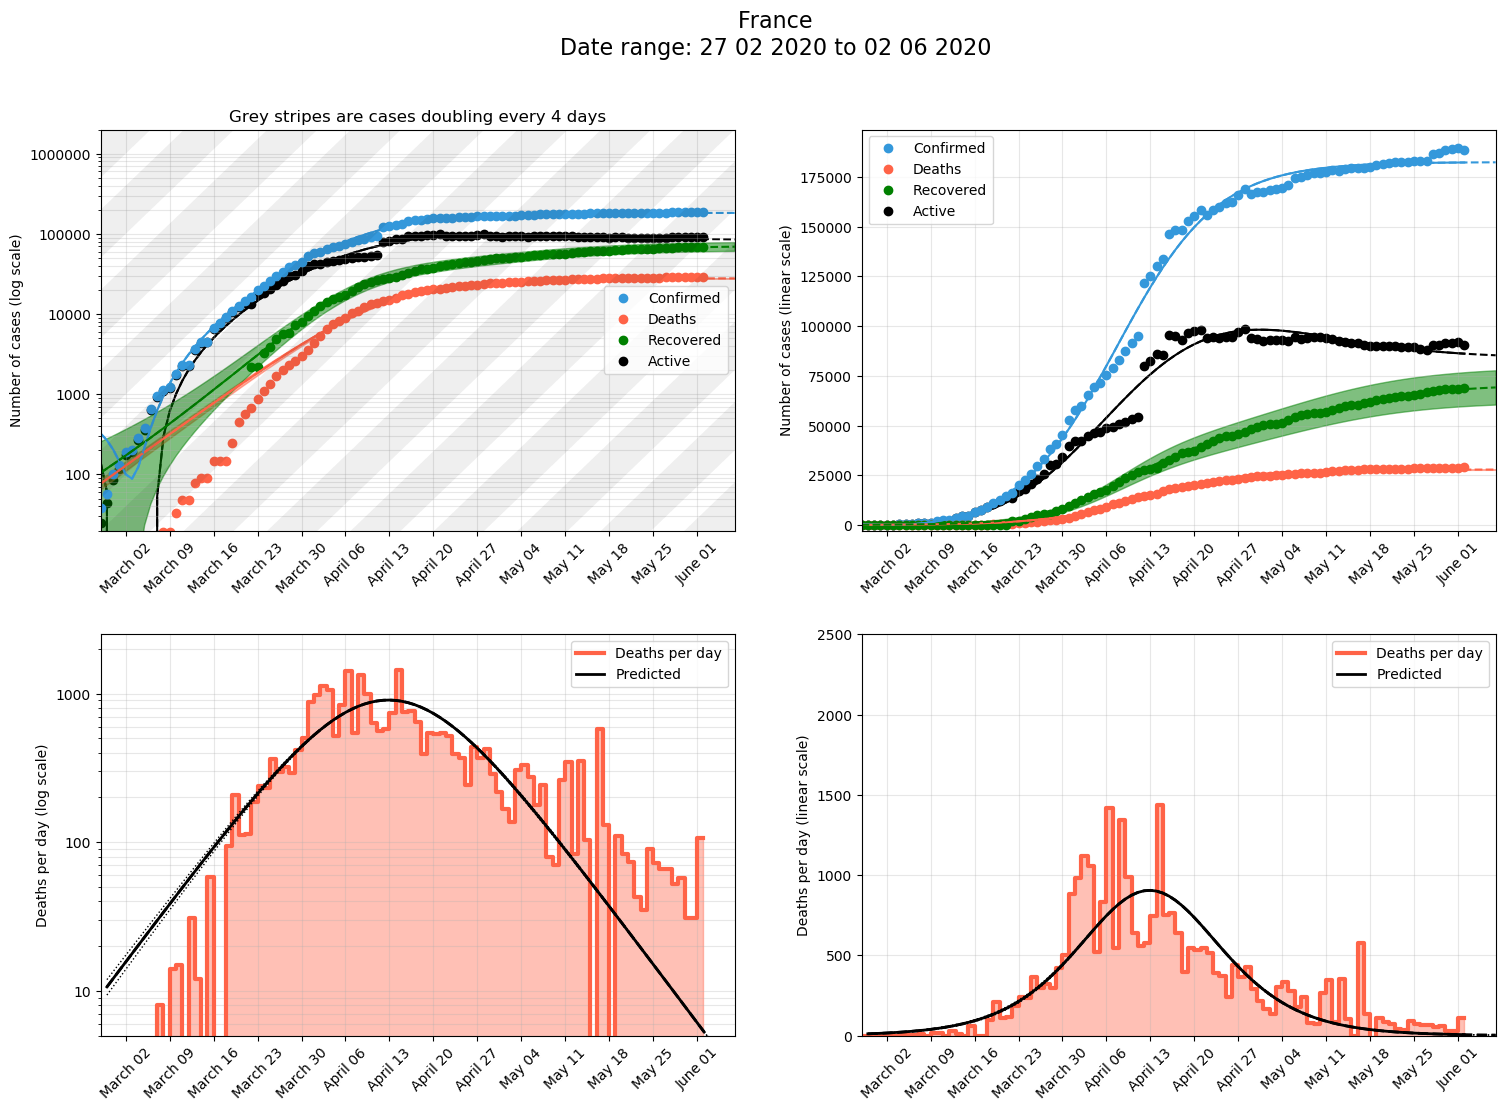 France
Date range: 27 02 2020 to 02 06 2020
Grey stripes are cases doubling every 4 days
Number of cases (log scale)
1000000
100000
10000
1000
100
Confirmed
Deaths
Recovered
Active
March 02
March 09
March 16
March 23
March 30
April 06
April 13
April 20
April 27
May 04
May 11
May 18
May 25
June 01
Number of cases (linear scale)
175000
150000
125000
100000
75000
50000
25000
0
Confirmed
Deaths
Recovered
Active
March 02
March 09
March 16
March 23
March 30
April 06
April 13
April 20
April 27
May 04
May 11
May 18
May 25
June 01
Deaths per day (log scale)
1000
100
10
Deaths per day
Predicted
March 02
March 09
March 16
March 23
March 30
April 06
April 13
April 20
April 27
May 04
May 11
May 18
May 25
June 01
Deaths per day (linear scale)
2500
2000
1500
1000
500
0
Deaths per day
Predicted
March 02
March 09
March 16
March 23
March 30
April 06
April 13
April 20
April 27
May 04
May 11
May 18
May 25
June 01